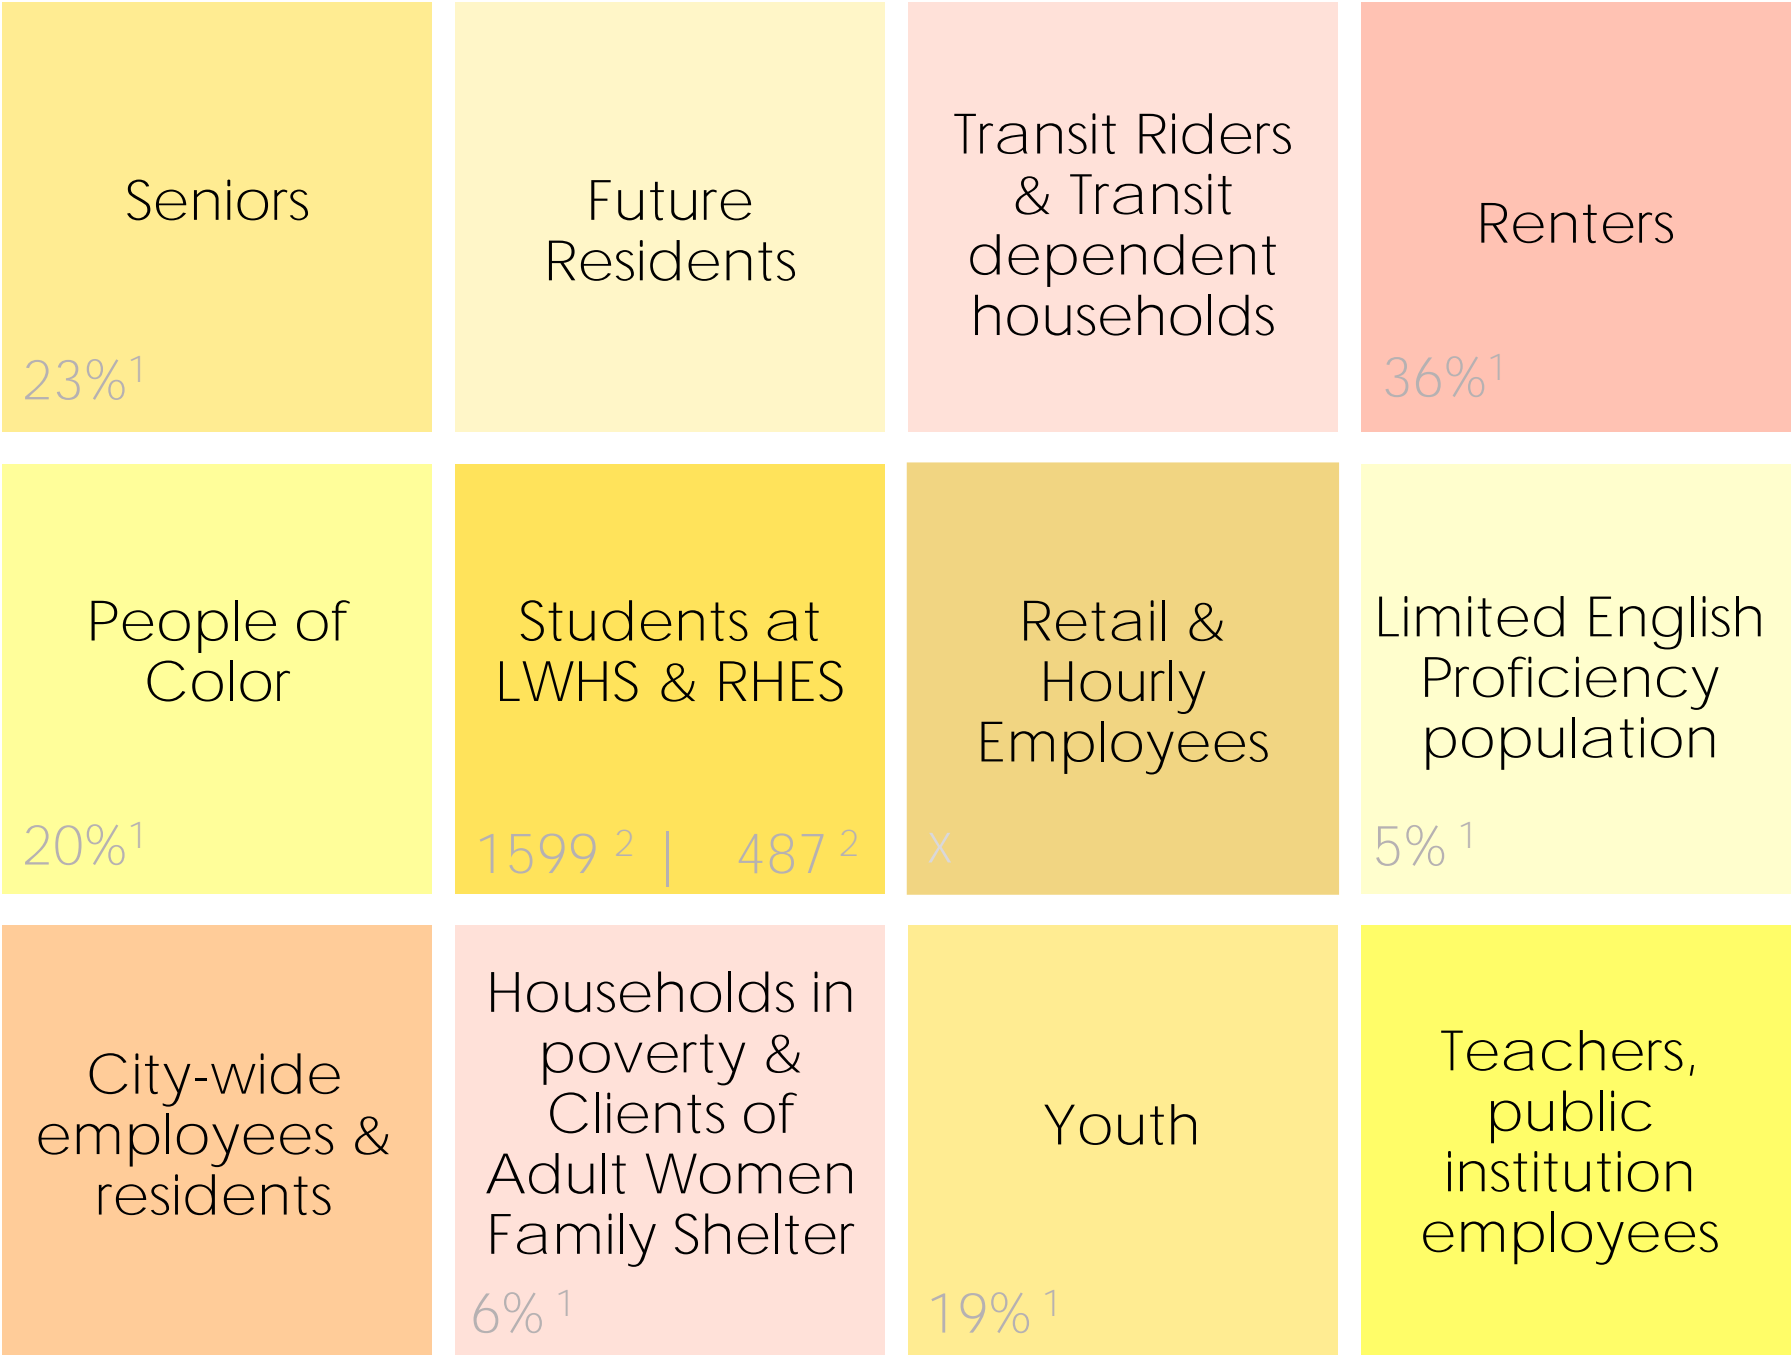 Seniors
23%1
Future
Residents
Transit Riders
& Transit
dependent
households
Renters
36%1
People of
Color
20%1
Students at
LWHS & RHES
1599 2 | 487 2
Retail &
Hourly
Employees
X
Limited English
Proficiency
population
5% 1
City-wide
employees &
residents
Households in
poverty &
Clients of
Adult Women
Family Shelter
6% 1
Youth
19% 1
Teachers,
public
institution
employees